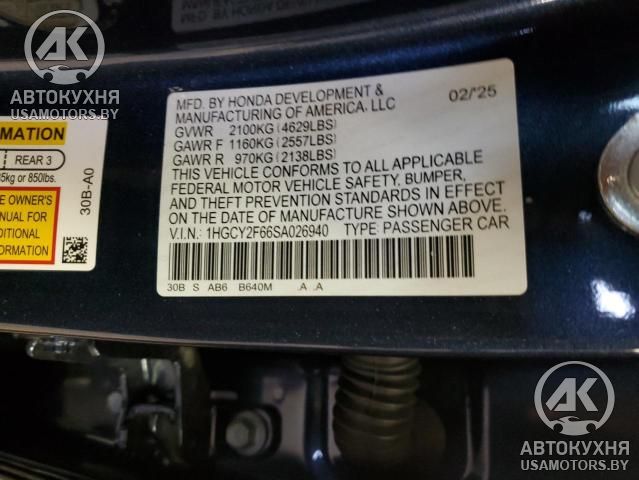 AK
АВТОКУХНЯ
USAMOTORS.BY
MATION
REAR 3
85kg or 850lbs.
E OWNER'S
NUAL FOR
DITIONAL
ORMATION
30B-A0
MFD. BY HONDA DEVELOPMENT & 02/'25
MANUFACTURING OF AMERICA, LLC
GVWR 2100KG(4629LBS)
GAWR F 1160KG(2557LBS)
GAWR R 970KG(2138LBS)
THIS VEHICLE CONFORMS TO ALL APPLICABLE
FEDERAL MOTOR VEHICLE SAFETY, BUMPER,
AND THEFT PREVENTION STANDARDS IN EFFECT
ON THE DATE OF MANUFACTURE SHOWN ABOVE.
V.I.N.: 1HGCY2F66SA026940 TYPE: PASSENGER CAR
30B S AB6 B640M .A .A
AK
АВТОКУХНЯ
USAMOTORS.BY